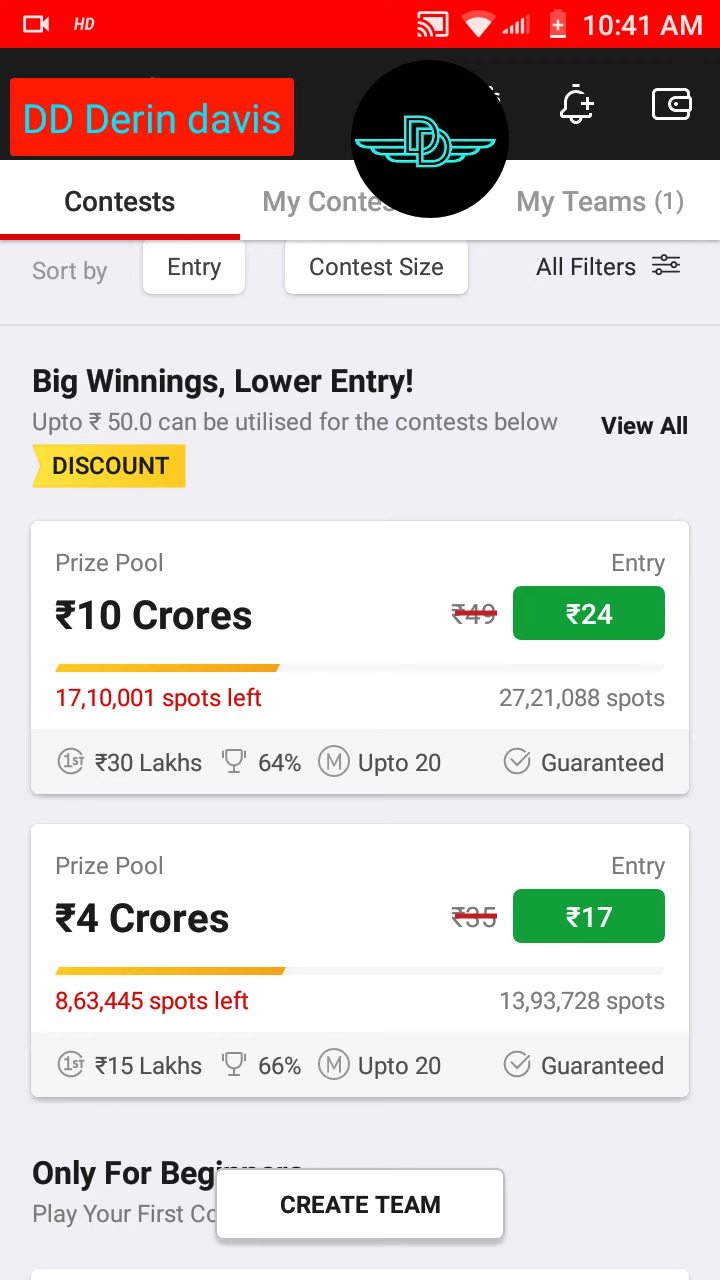 HD
10:41 AM
DD Derin davis
DD
Contests
My Contes
My Teams (1)
Sort by
Entry
Contest Size
All Filters
Big Winnings, Lower Entry!
Upto ₹ 50.0 can be utilised for the contests below
View All
DISCOUNT
Prize Pool
Entry
₹10 Crores
₹49
₹24
17,10,001 spots left
27,21,088 spots
1ST ₹30 Lakhs
64%
M Upto 20
Guaranteed
Prize Pool
Entry
₹4 Crores
₹35
₹17
8,63,445 spots left
13,93,728 spots
1ST ₹15 Lakhs
66%
M Upto 20
Guaranteed
Only For Beginners
Play Your First Co
CREATE TEAM